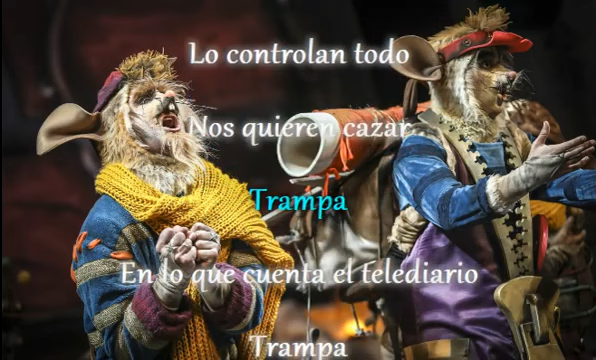 Lo controlan todo
Nos quieren cazar
Trampa
En lo que cuenta el telediario
Trampa